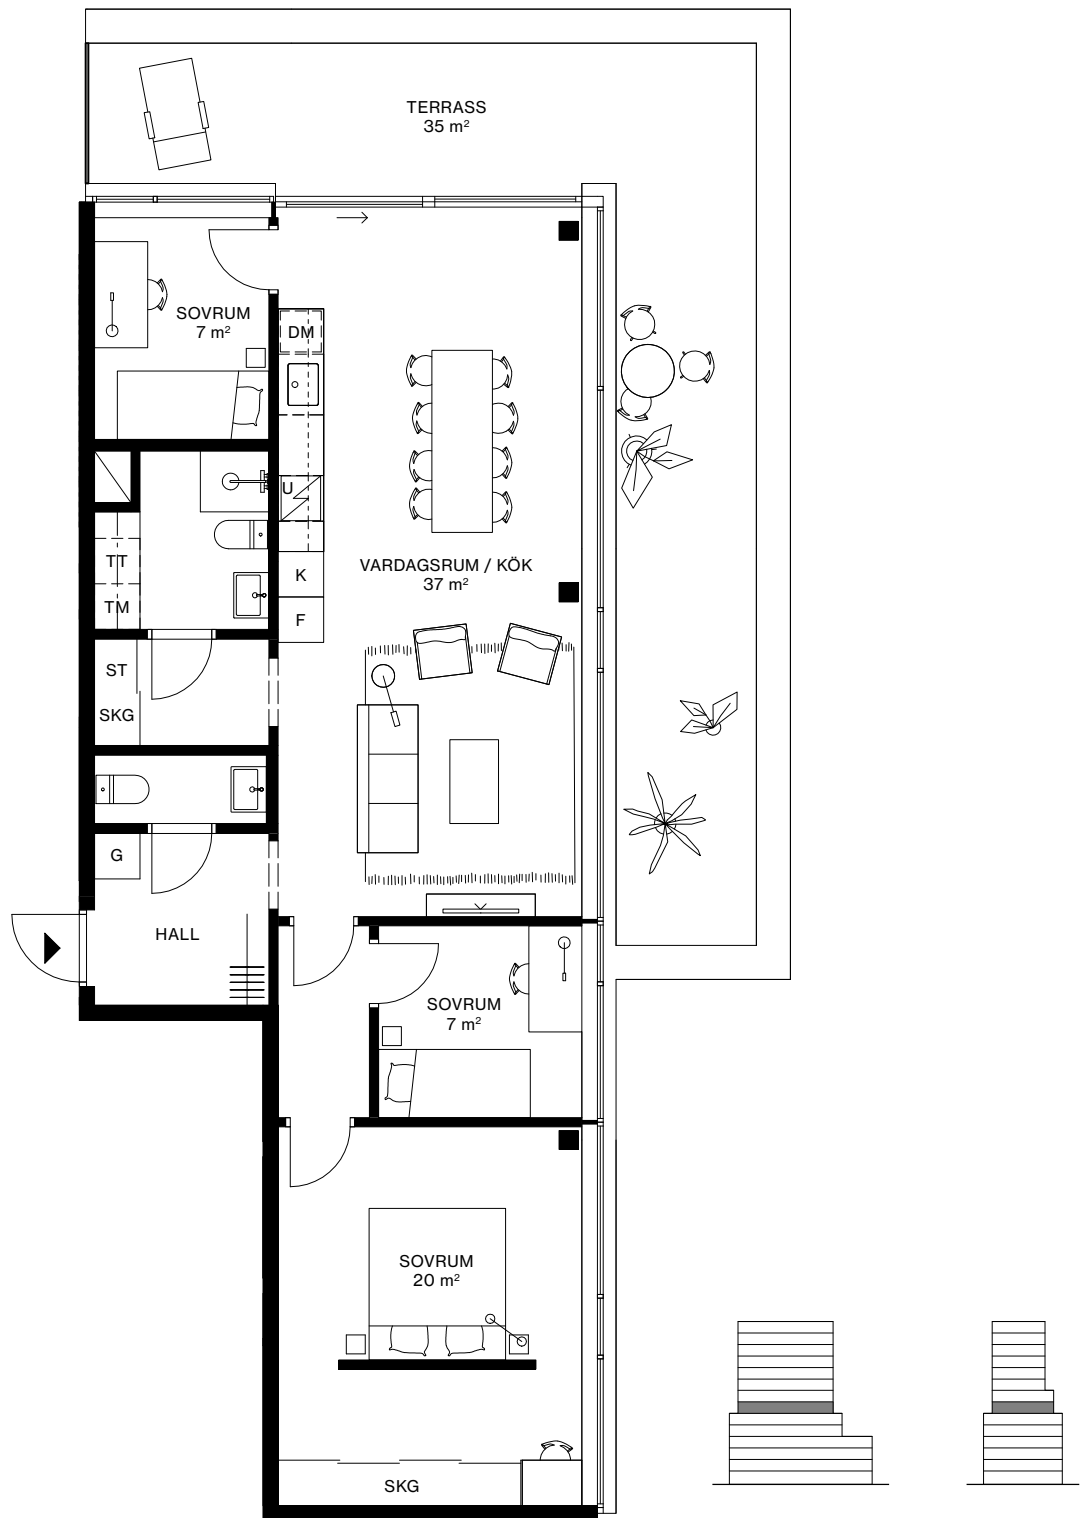 TERRASS
35 m²
SOVRUM
7 m²
DM
U
VARDAGSRUM / KÖK
37 m²
K
F
TT
TM
ST
SKG
G
HALL
SOVRUM
7 m²
SOVRUM
20 m²
SKG